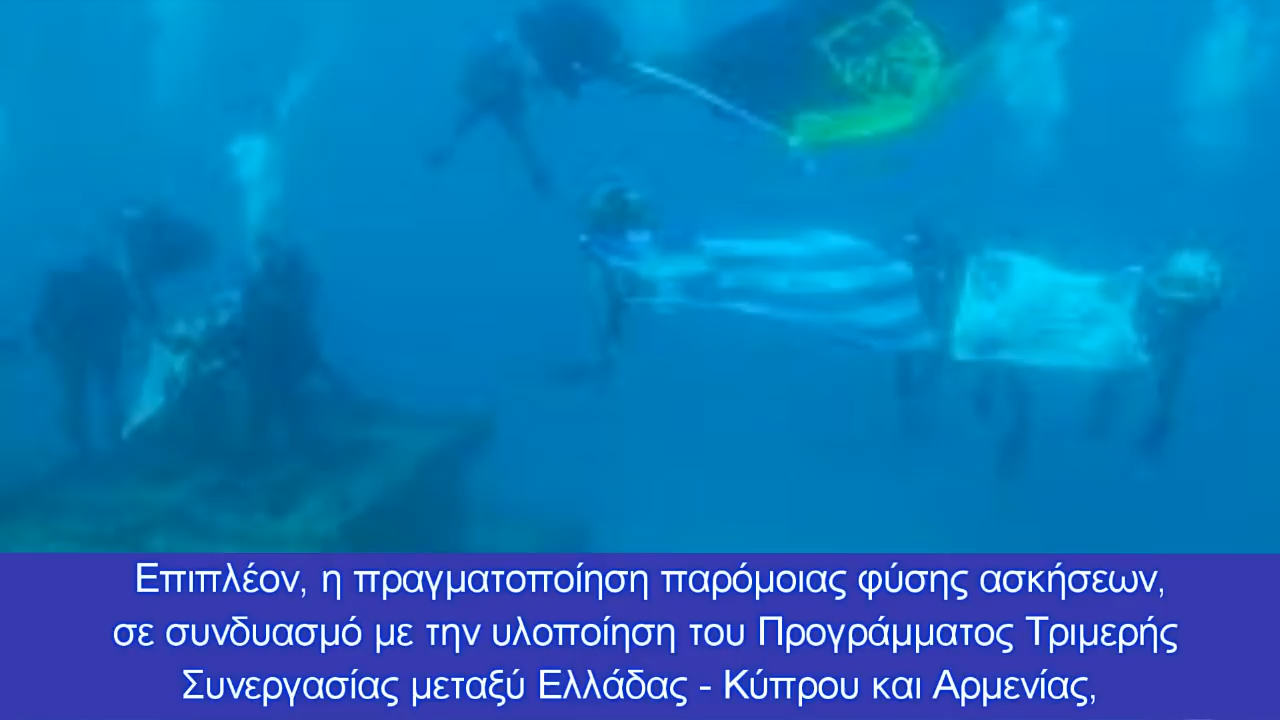 Επιπλέον, η πραγματοποίηση παρόμοιας φύσης ασκήσεων,
σε συνδυασμό με την υλοποίηση του Προγράμματος Τριμερής
Συνεργασίας μεταξύ Ελλάδας - Κύπρου και Αρμενίας,